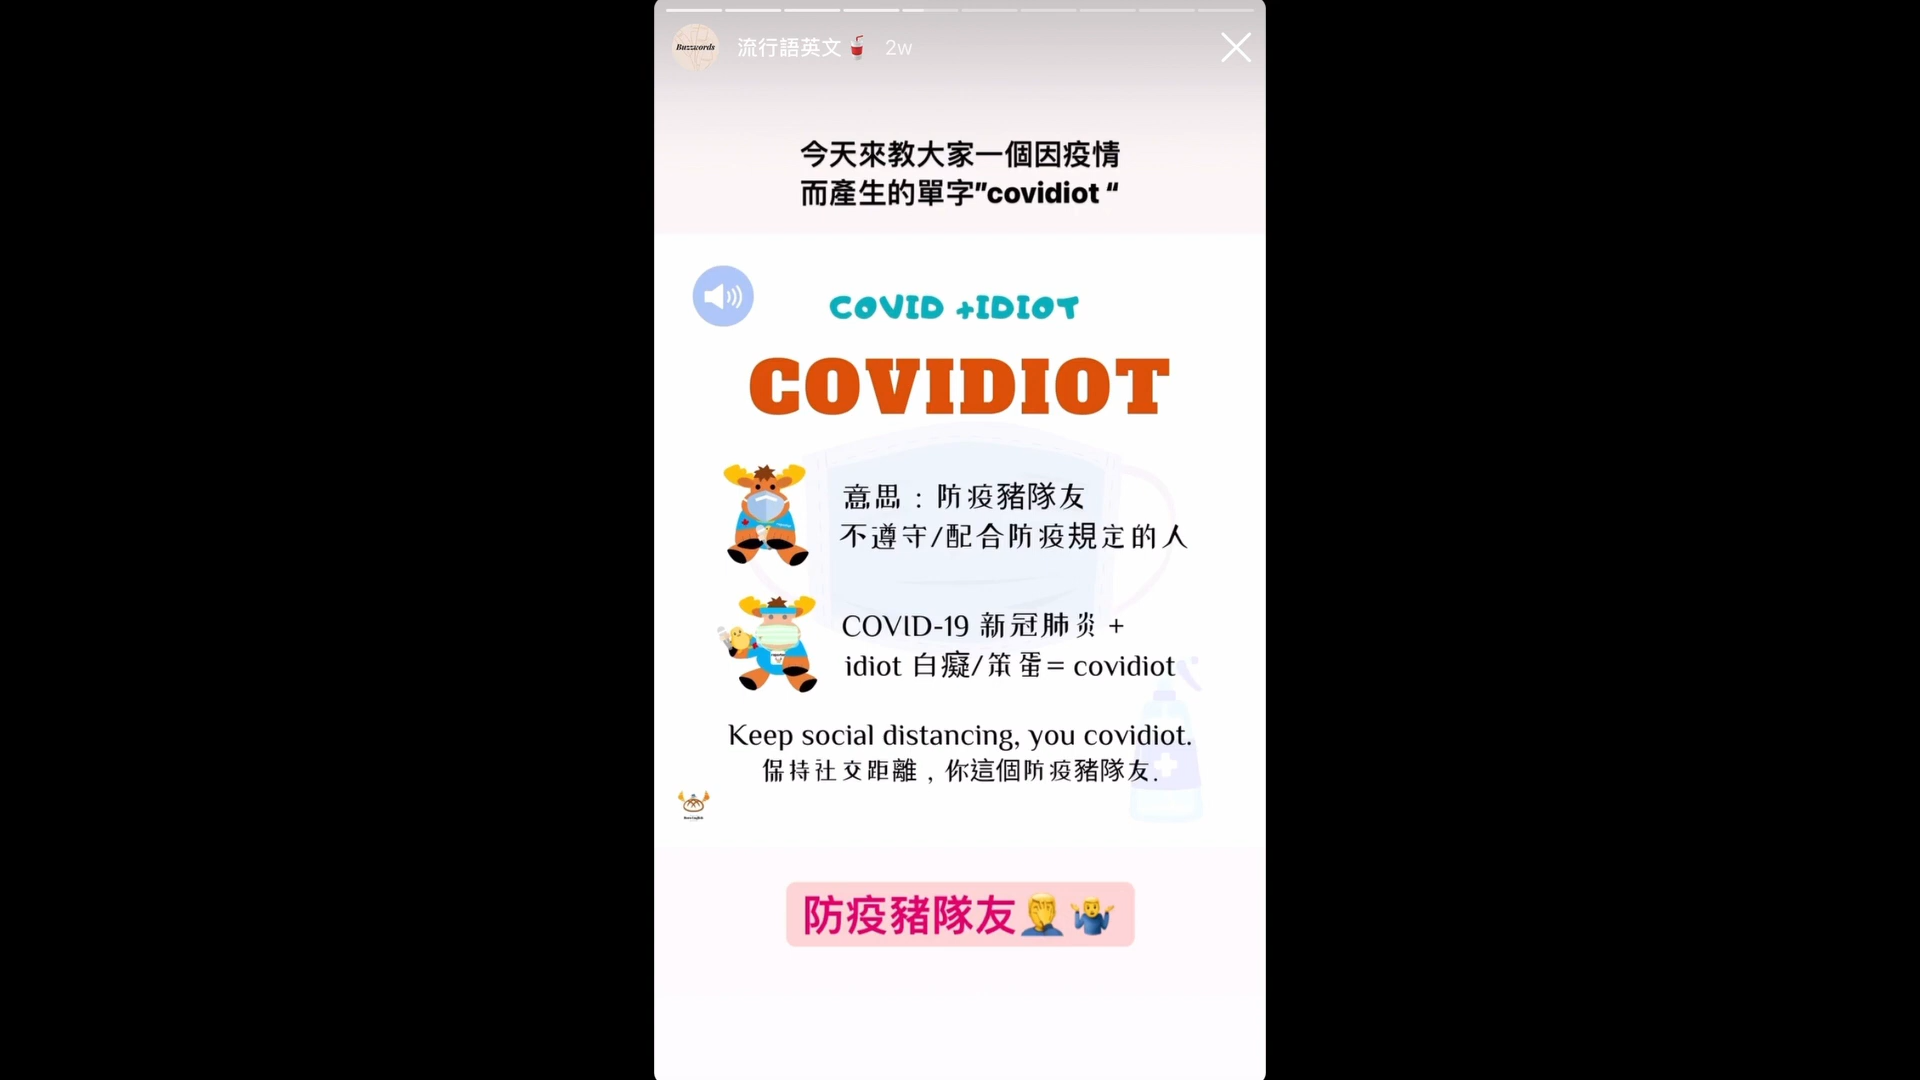 Buzzwords
流行語英文🥤 2w
今天來教大家一個因疫情
而產生的單字"covidiot “
COVID +IDIOT
COVIDIOT
意思：防疫豬隊友
不遵守/配合防疫規定的人
COVID-19 新冠肺炎 +
idiot 白癡/笨蛋= covidiot
Keep social distancing, you covidiot.
保持社交距離，你這個防疫豬隊友.
防疫豬隊友🤦‍♂️🤷‍♂️